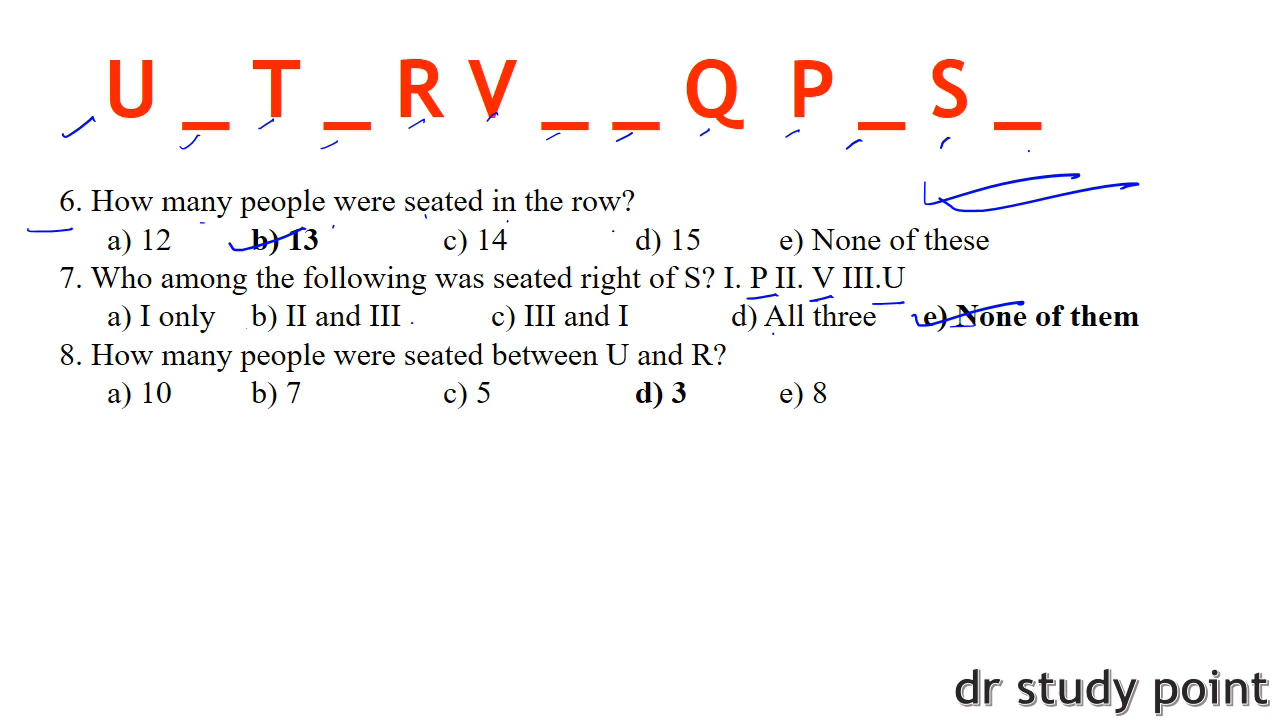 U _ T _ R V _ _ Q P _ S _
6. How many people were seated in the row?
a) 12 b) 13 c) 14 d) 15 e) None of these
7. Who among the following was seated right of S? I. P II. V III.U
a) I only b) II and III c) III and I d) All three e) None of them
8. How many people were seated between U and R?
a) 10 b) 7 c) 5 d) 3 e) 8
dr study point